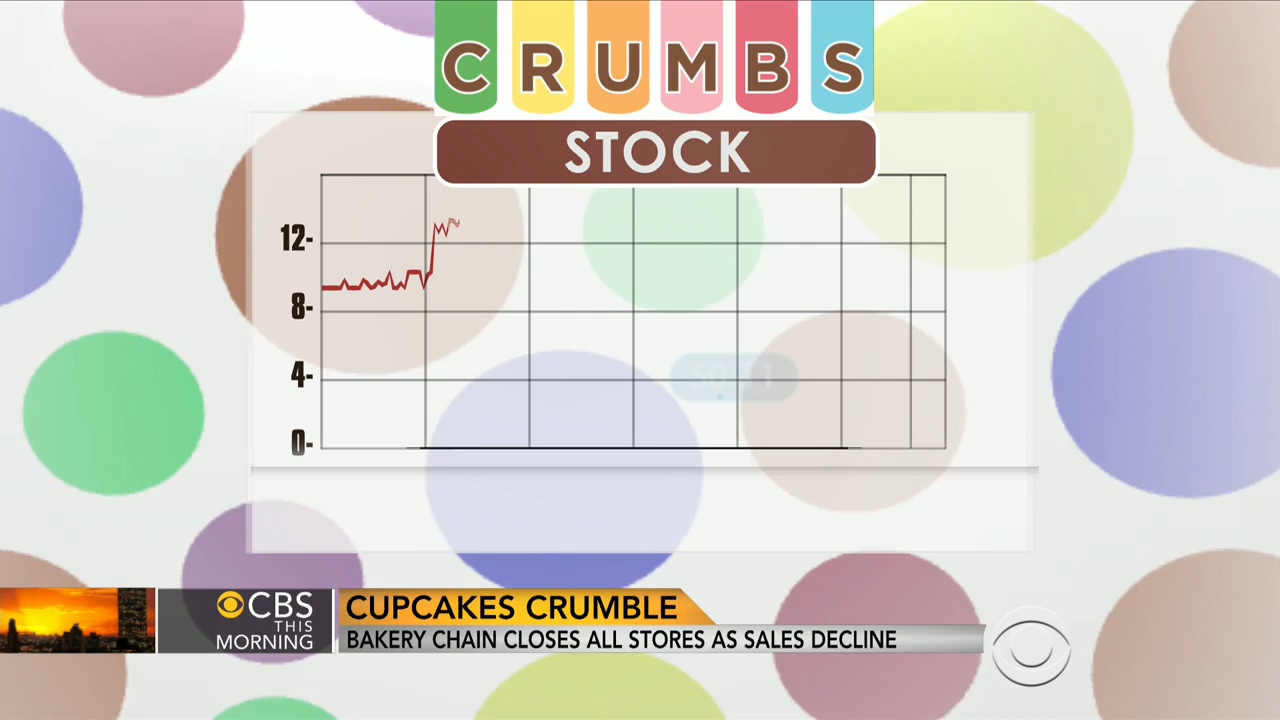 CRUMBS
STOCK
12-
8-
4-
0-
CBS
THIS
MORNING
CUPCAKES CRUMBLE
BAKERY CHAIN CLOSES ALL STORES AS SALES DECLINE